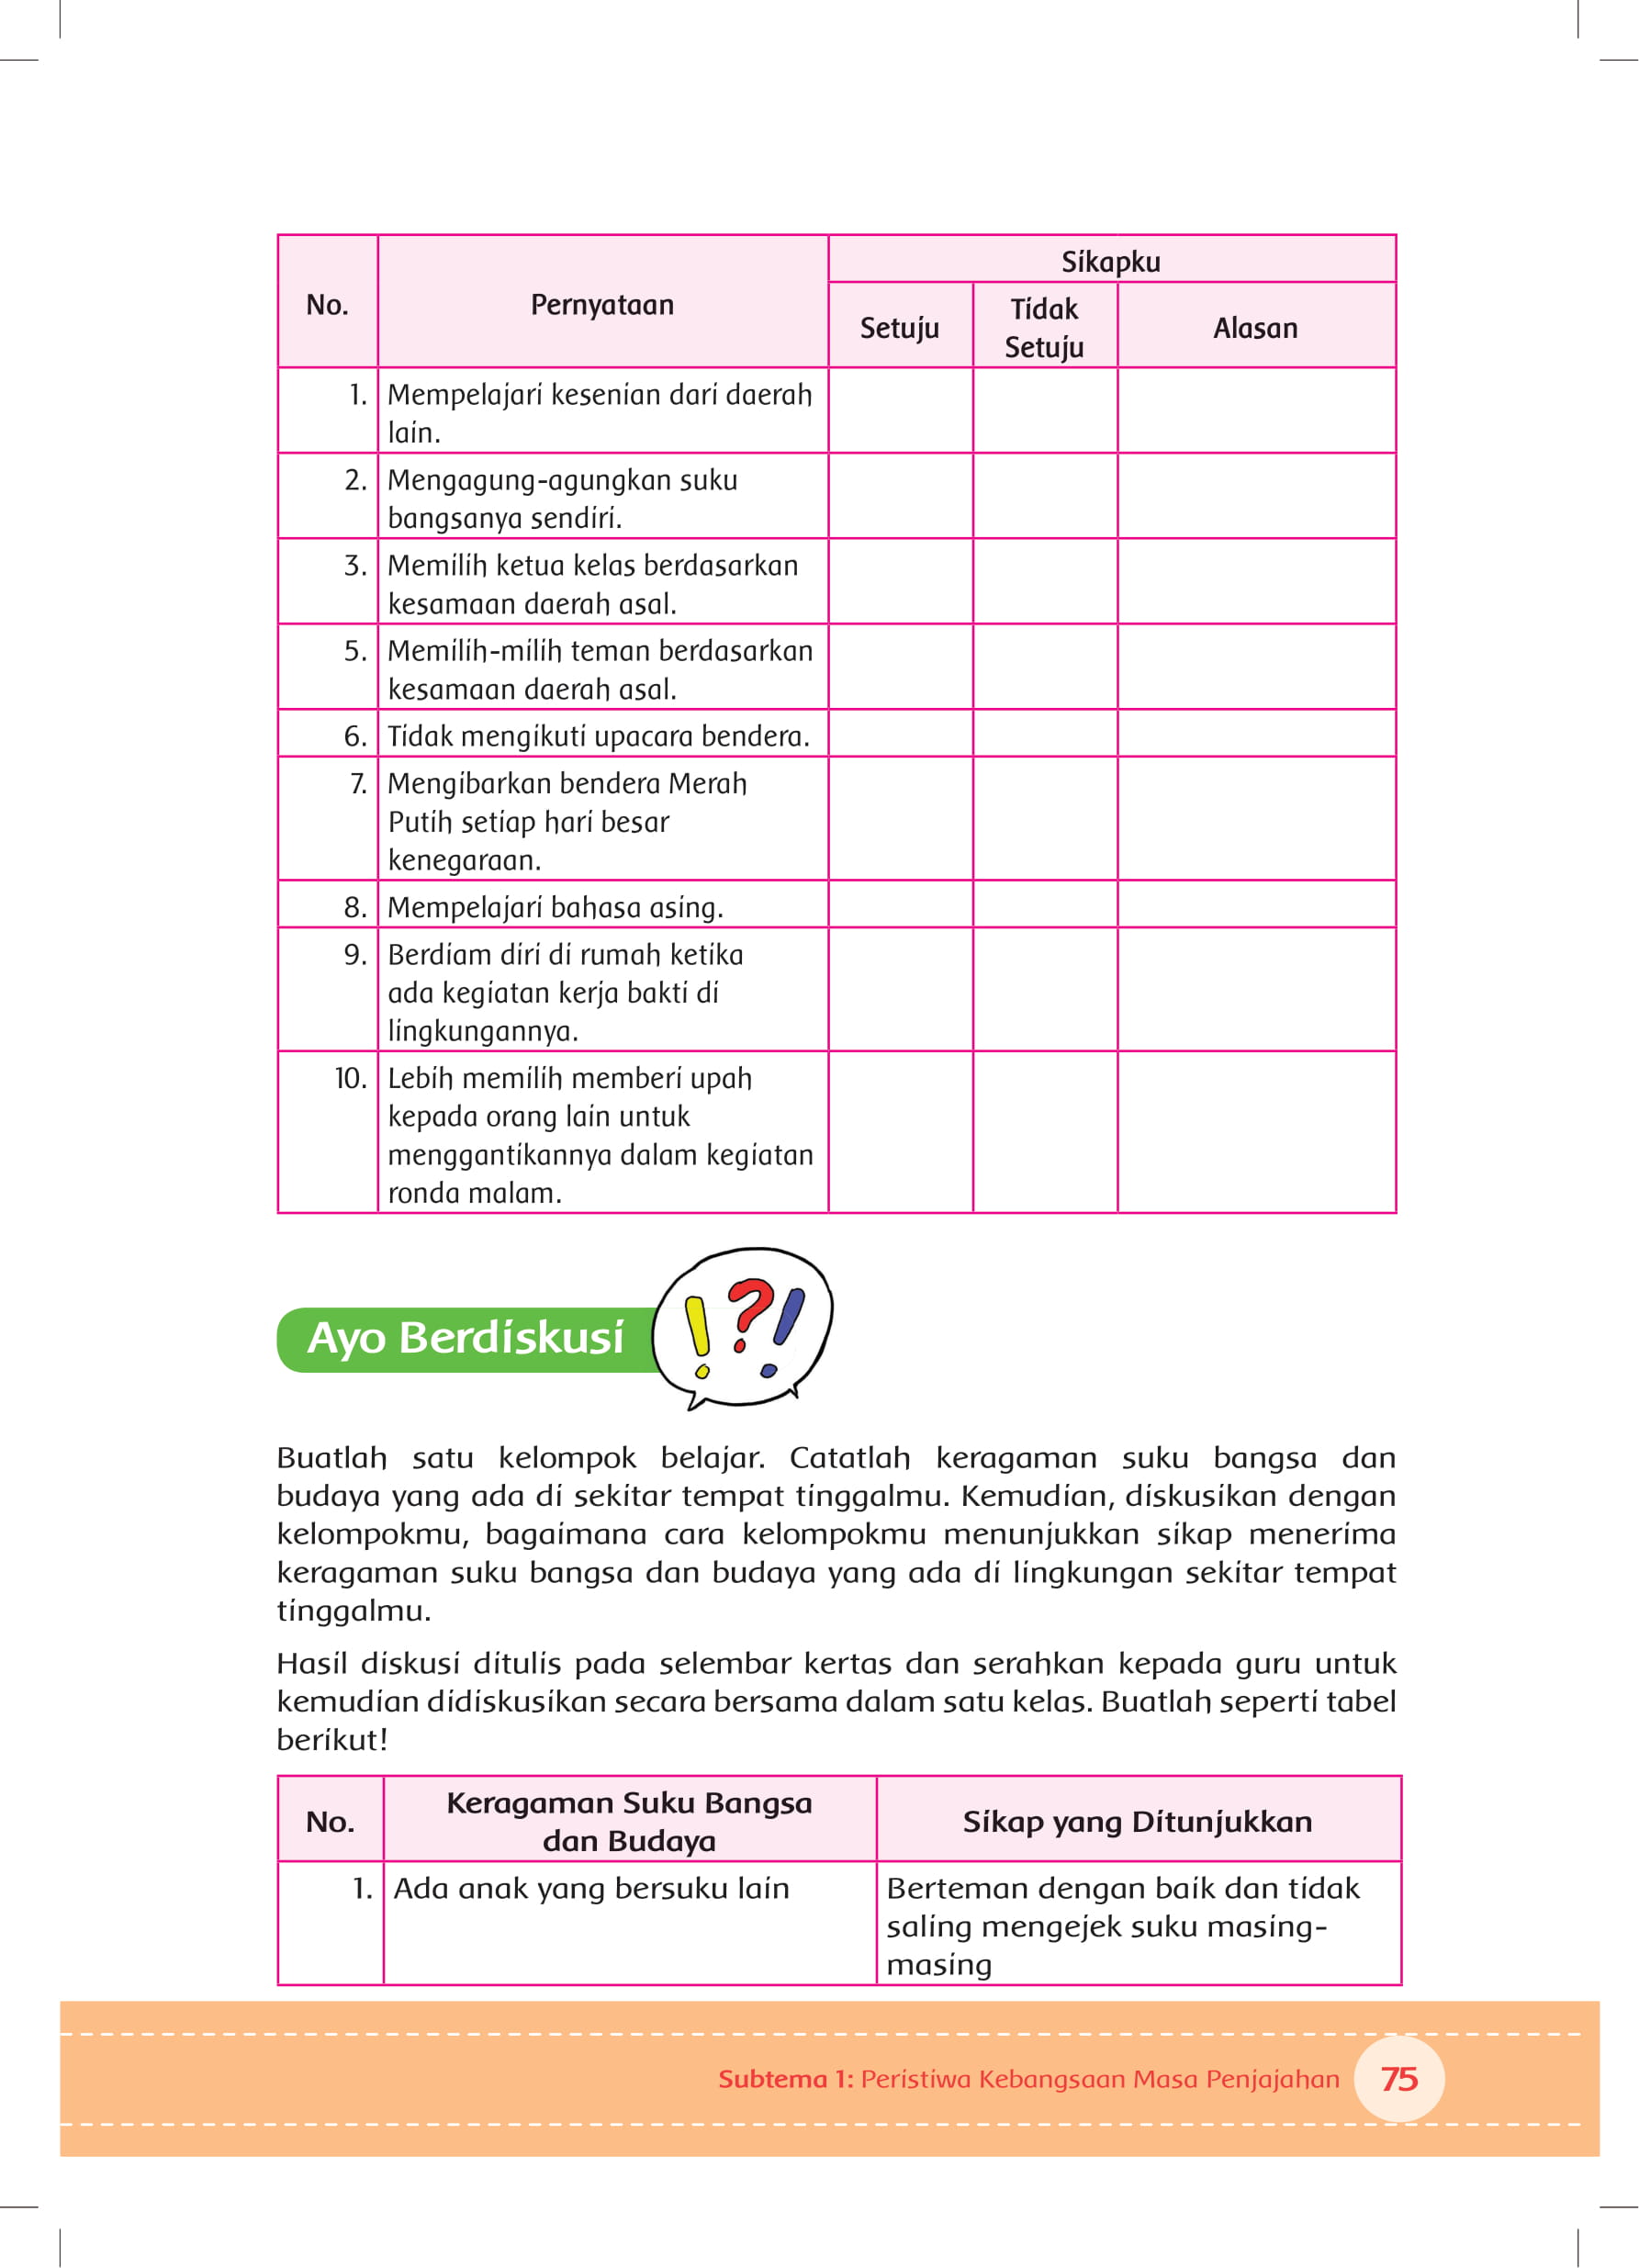 Sikapku
No.
Pernyataan
Setuju
Tidak
Setuju
Alasan
1. Mempelajari kesenian dari daerah
lain.
2. Mengagung-agungkan suku
bangsanya sendiri.
3. Memilih ketua kelas berdasarkan
kesamaan daerah asal.
5. Memilih-milih teman berdasarkan
kesamaan daerah asal.
6. Tidak mengikuti upacara bendera.
7. Mengibarkan bendera Merah
Putih setiap hari besar
kenegaraan.
8. Mempelajari bahasa asing.
9. Berdiam diri di rumah ketika
ada kegiatan kerja bakti di
lingkungannya.
10. Lebih memilih memberi upah
kepada orang lain untuk
menggantikannya dalam kegiatan
ronda malam.
Ayo Berdiskusi
!?!
Buatlah satu kelompok belajar. Catatlah keragaman suku bangsa dan
budaya yang ada di sekitar tempat tinggalmu. Kemudian, diskusikan dengan
kelompokmu, bagaimana cara kelompokmu menunjukkan sikap menerima
keragaman suku bangsa dan budaya yang ada di lingkungan sekitar tempat
tinggalmu.
Hasil diskusi ditulis pada selembar kertas dan serahkan kepada guru untuk
kemudian didiskusikan secara bersama dalam satu kelas. Buatlah seperti tabel
berikut!
No.
Keragaman Suku Bangsa
dan Budaya
Sikap yang Ditunjukkan
1. Ada anak yang bersuku lain
Berteman dengan baik dan tidak
saling mengejek suku masing-
masing
Subtema 1: Peristiwa Kebangsaan Masa Penjajahan 75